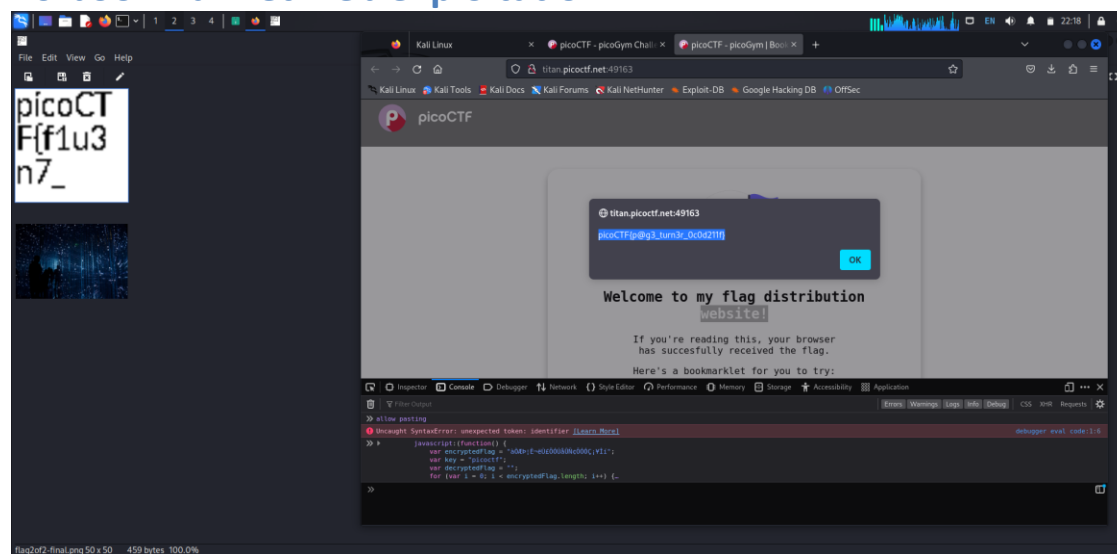 1 2 3 4
EN 22:18
File Edit View Go Help
picoCT
F{f1u3
n7_
Kali Linux
picoCTF - picoGym Challe
picoCTF - picoGym | Book
titan.picoctf.net:49163
Kali Linux Kali Tools Kali Docs Kali Forums Kali NetHunter Exploit-DB Google Hacking DB OffSec
picoCTF
titan.picoctf.net:49163
picoCTF{p@g3_turn3r_0c0d211f}
OK
Welcome to my flag distribution
website!
If you're reading this, your browser
has succesfully received the flag.
Here's a bookmarklet for you to try:
Inspector Console Debugger Network Style Editor Performance Memory Storage Accessibility Application
Filter Output
Errors Warnings Logs Info Debug CSS XHR Requests
allow pasting
Uncaught SyntaxError: unexpected token: identifier [Learn More]
debugger eval code:1:6
javascript:(function() {
var encryptedFlag =
var key = "picoctf";
var decryptedFlag = "";
for (var i = 0; i < encryptedFlag.length; i++) {…
flag2of2-final.png 50 x 50 459 bytes 100.0%